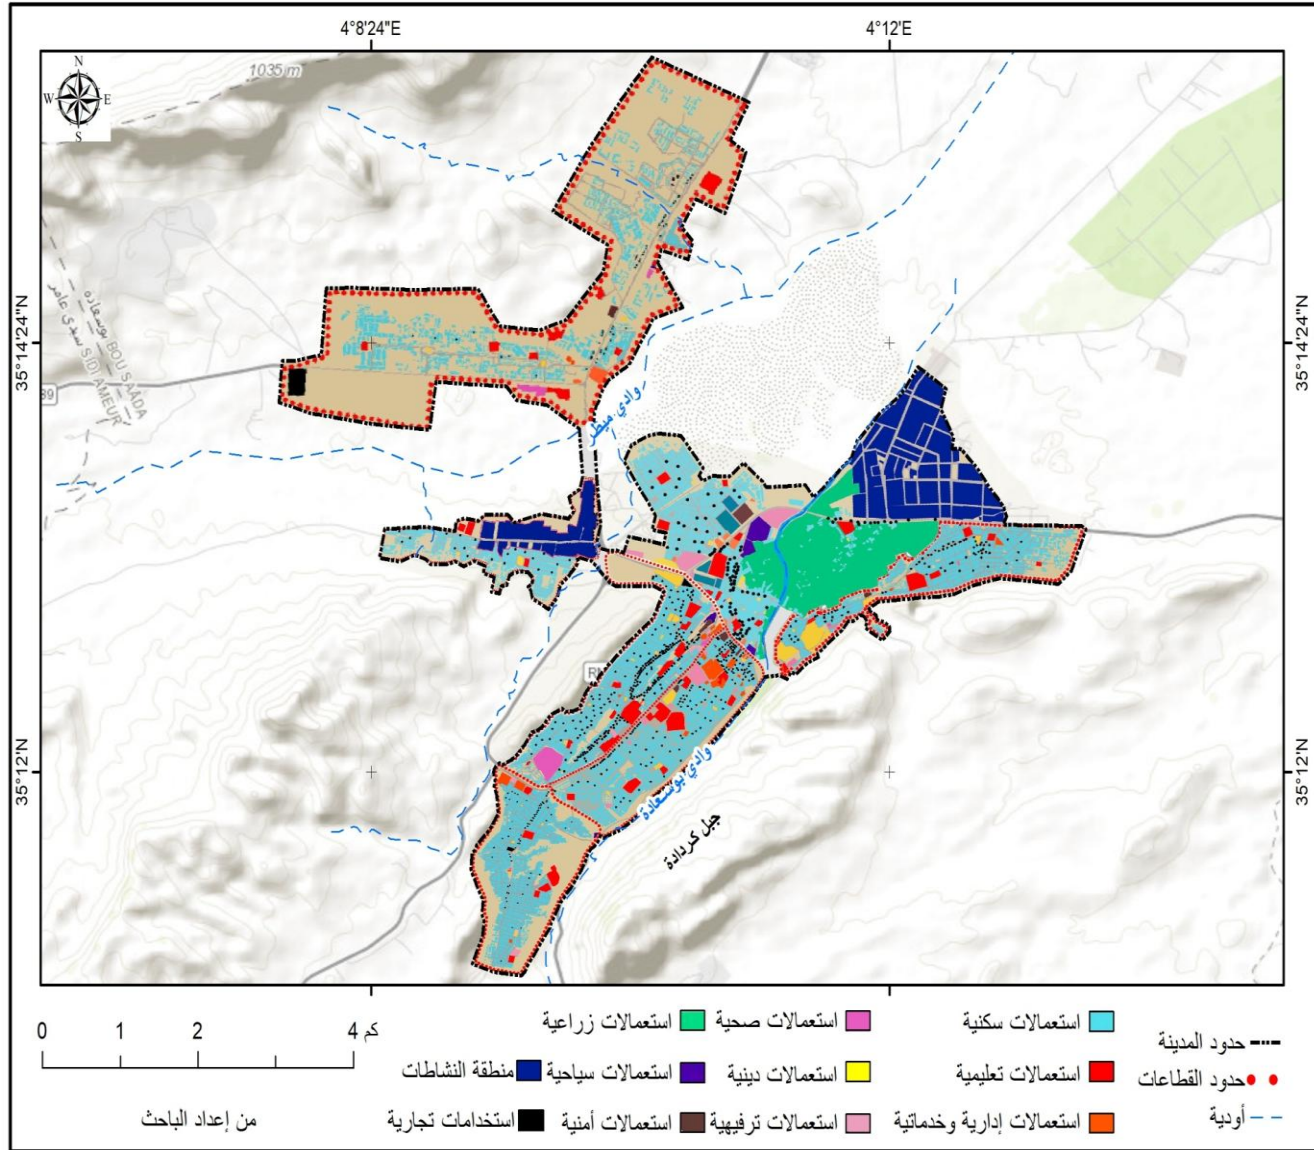 4°8'24"E
4°12'E
N
W
E
S
1035 m
35°14'24"N
35°14'24"N
بوسعاده BOU SAÂDA
سيدي عامر SIDI AMEUR
89
وادي ميطر
35°12'N
35°12'N
وادي بوسعادة
جبل كردادة
0 1 2 4 كم
حدود المدينة
حدود القطاعات
أودية
استعمالات سكنية
استعمالات تعليمية
استعمالات إدارية وخدماتية
استعمالات صحية
استعمالات دينية
استعمالات ترفيهية
استعمالات زراعية
استعمالات سياحية
استعمالات أمنية
منطقة النشاطات
استخدامات تجارية
من إعداد الباحث